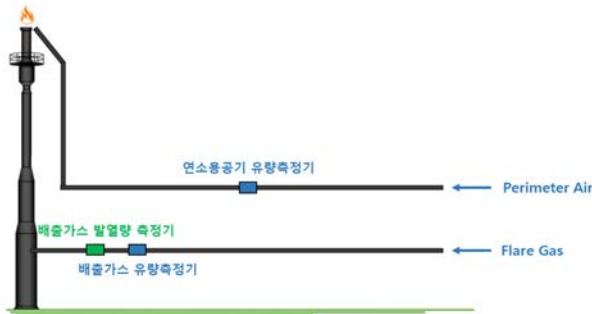 연소용공기 유량측정기
Perimeter Air
배출가스 발열량 측정기
Flare Gas
배출가스 유량측정기